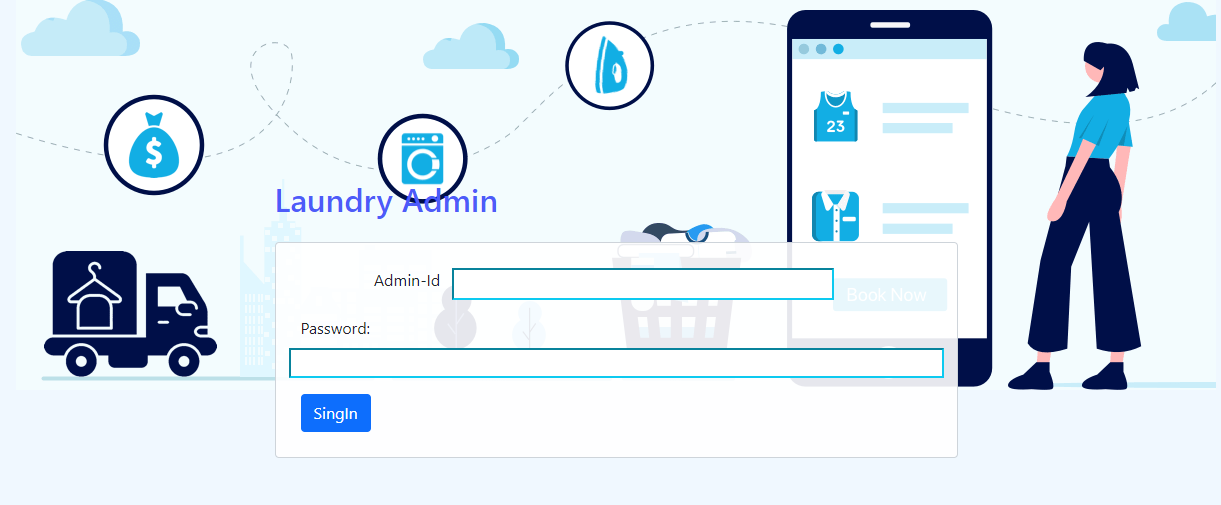 $
23
Laundry Admin
Admin-Id
Book Now
Password:
SingIn